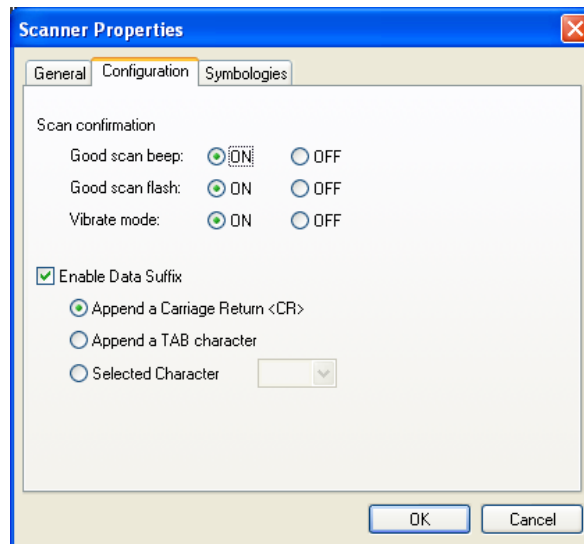 Scanner Properties
General Configuration Symbologies
Scan confirmation
Good scan beep: ON OFF
Good scan flash: ON OFF
Vibrate mode: ON OFF
Enable Data Suffix
Append a Carriage Return <CR>
Append a TAB character
Selected Character
OK Cancel